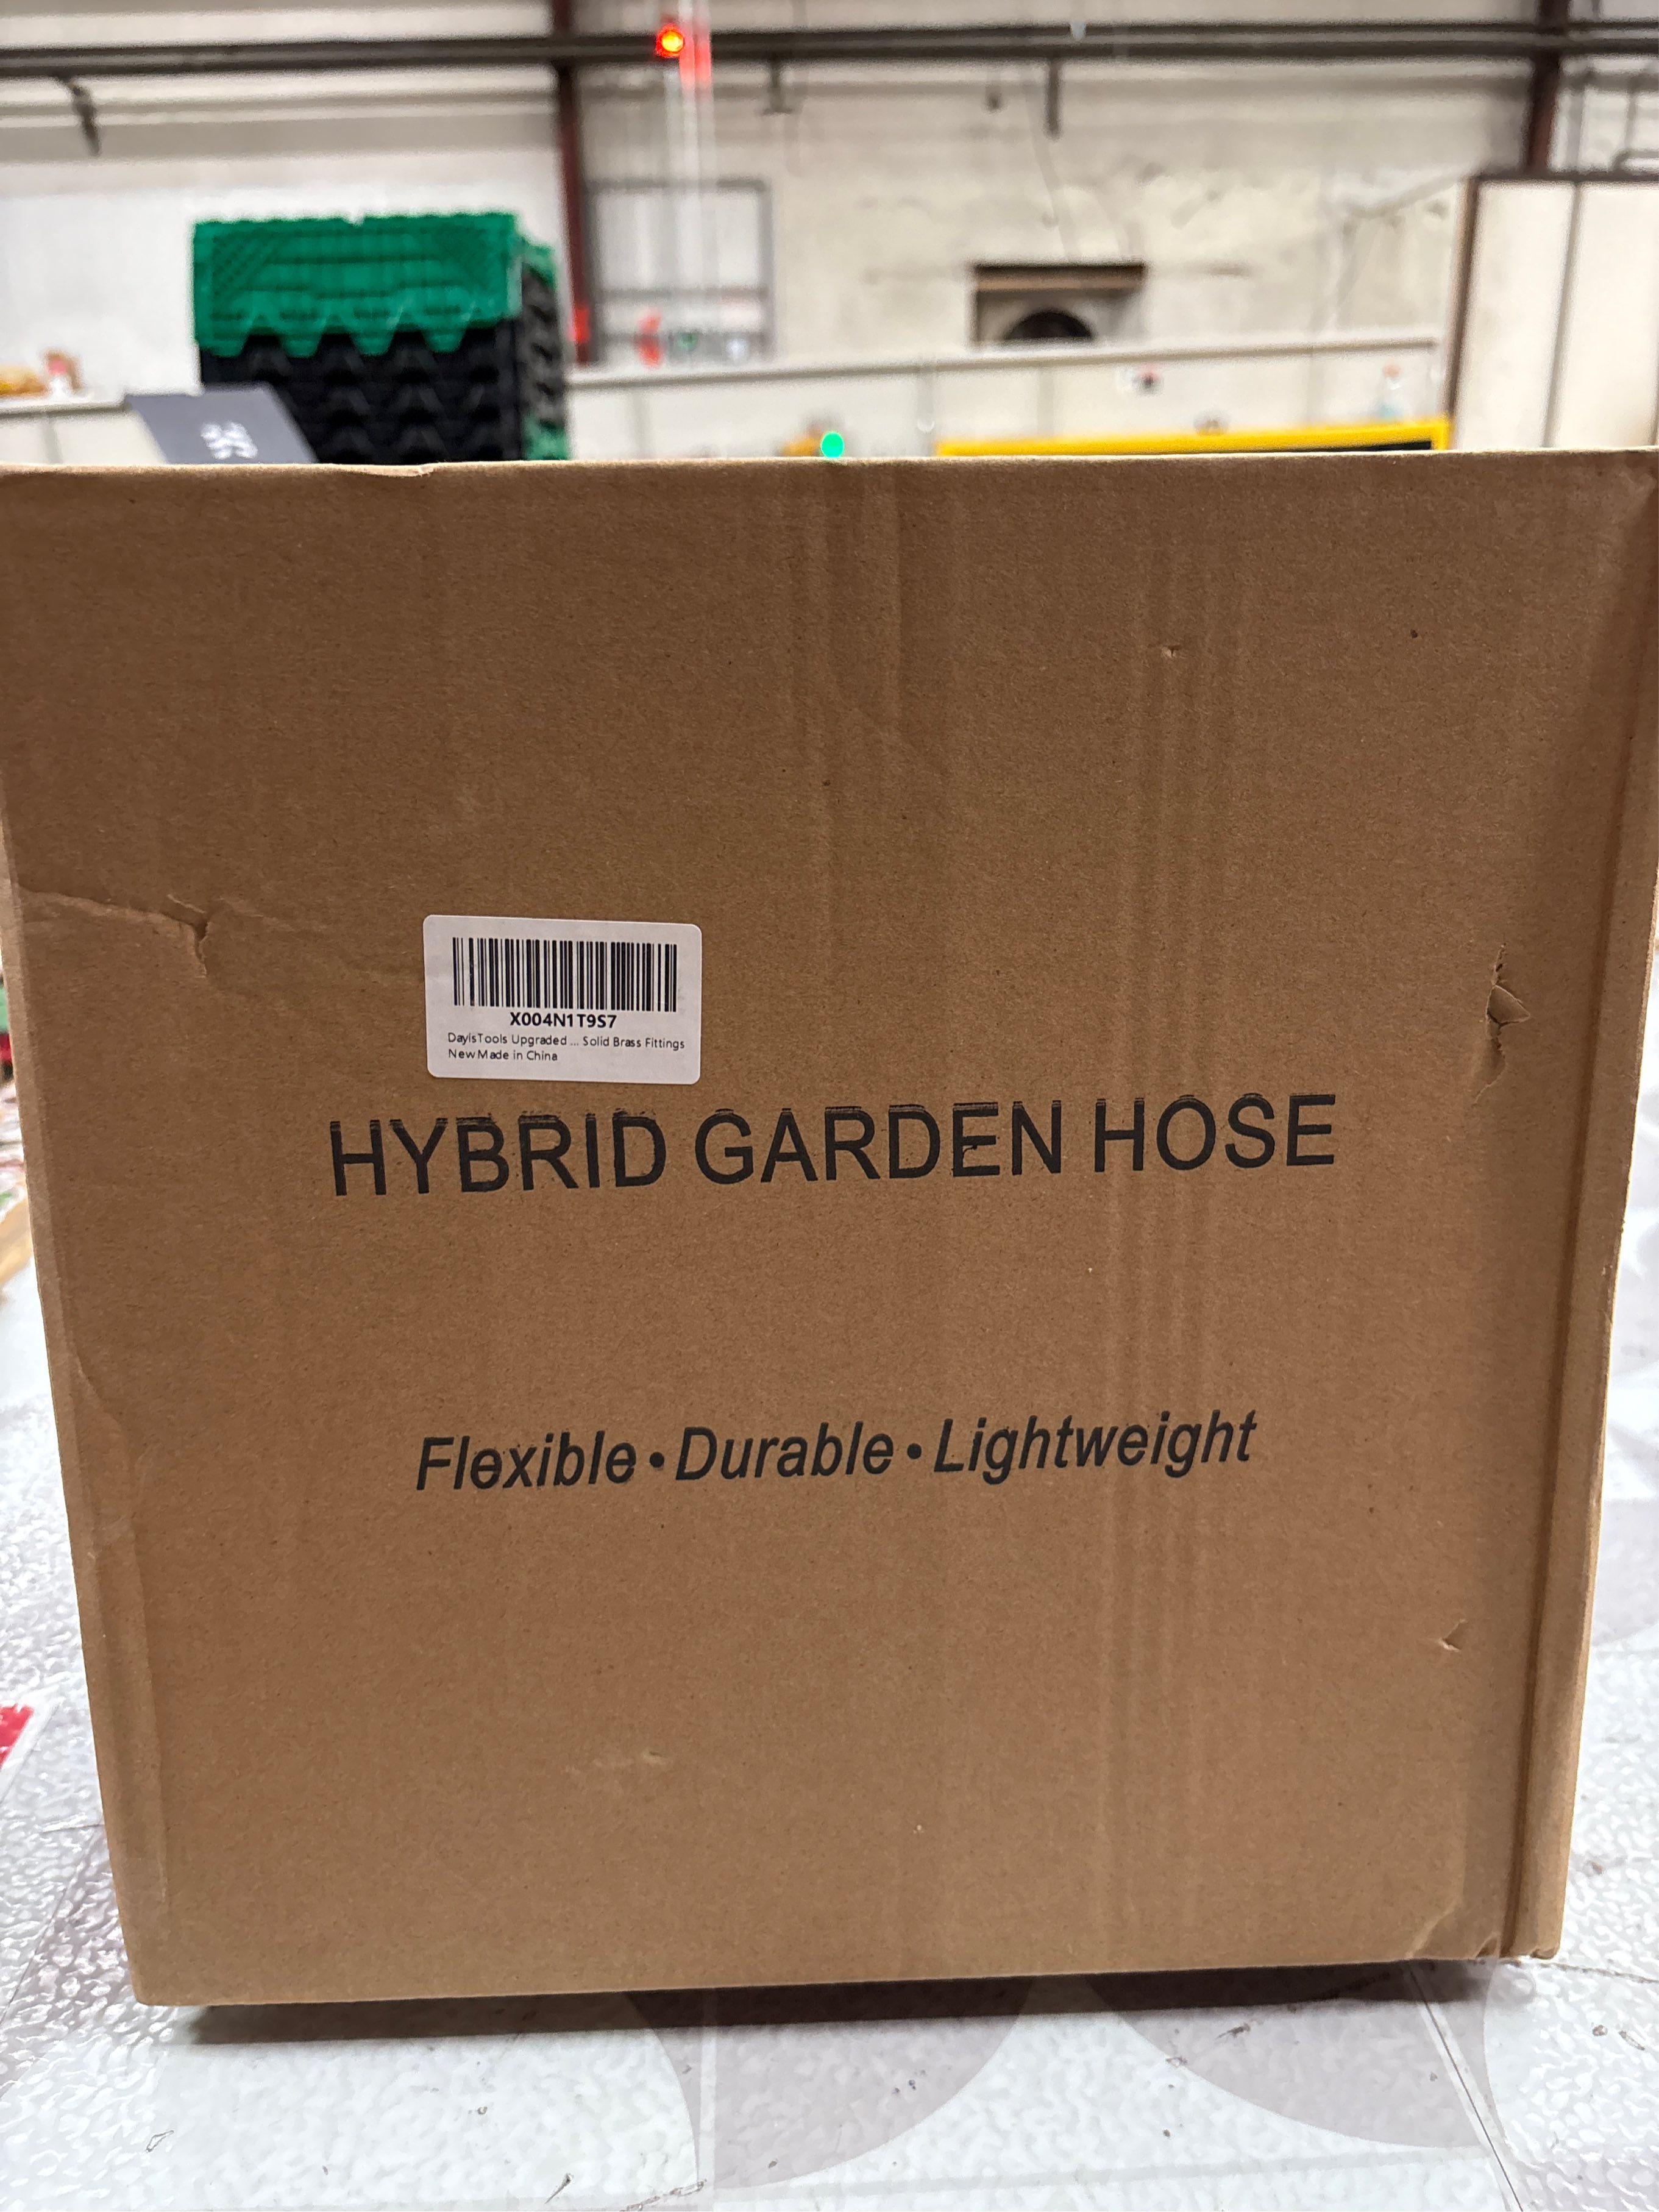 X004N1T9S7
DayisTools Upgraded ... Solid Brass Fittings
New Made in China
HYBRID GARDEN HOSE
Flexible • Durable • Lightweight